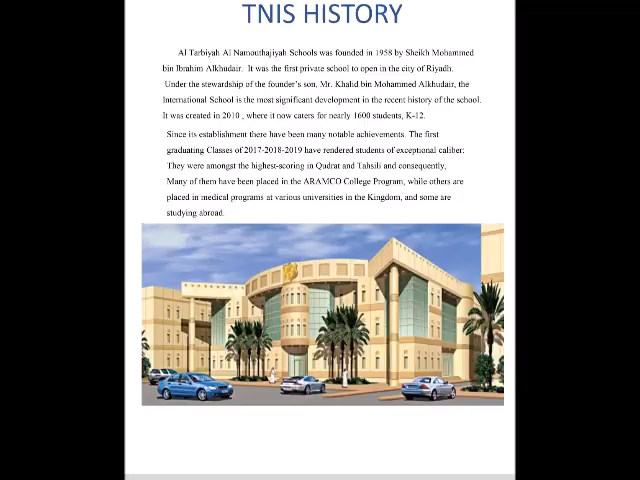 TNIS HISTORY
Al Tarbiyah Al Namouthajiyah Schools was founded in 1958 by Sheikh Mohammed
bin Ibrahim Alkhudair. It was the first private school to open in the city of Riyadh.
Under the stewardship of the founder's son, Mr. Khalid bin Mohammed Alkhudair, the
International School is the most significant development in the recent history of the school.
It was created in 2010 , where it now caters for nearly 1600 students, K-12.
Since its establishment there have been many notable achievements. The first
graduating Classes of 2017-2018-2019 have rendered students of exceptional caliber;
They were amongst the highest-scoring in Qudrat and Tahsili and consequently,
Many of them have been placed in the ARAMCO College Program, while others are
placed in medical programs at various universities in the Kingdom, and some are
studying abroad.